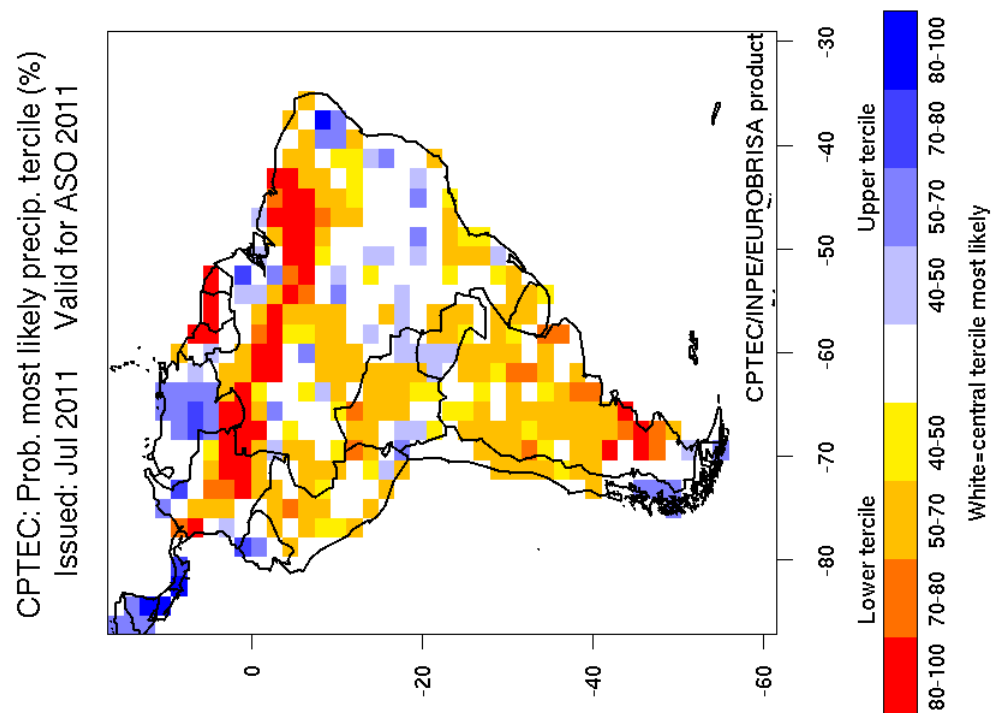 CPTEC: Prob. most likely precip. tercile (%)
Issued: Jul 2011 Valid for ASO 2011
-30
-40
-50
-60
-70
-80
0
-20
-40
-60
CPTEC/INPE/EUROBRISA product
Lower tercile Upper tercile
80-100 70-80 50-70 40-50 40-50 50-70 70-80 80-100
White=central tercile most likely